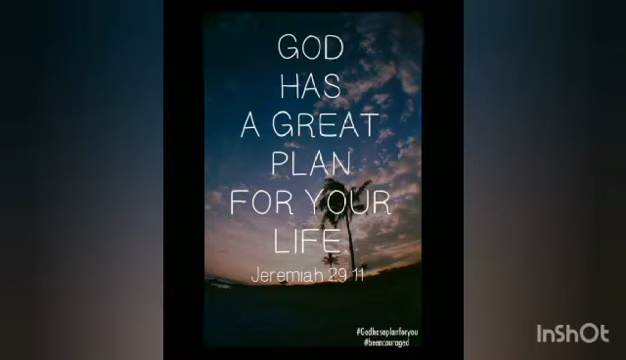 GOD
HAS
A GREAT
PLAN
FOR YOUR
LIFE
Jeremiah 29 11
#Godhasaplanforyou
#beencouraged
InShOt